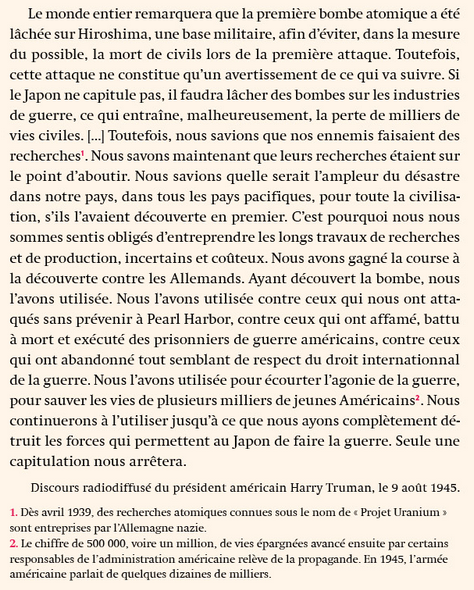 Le monde entier remarquera que la première bombe atomique a été
lâchée sur Hiroshima, une base militaire, afin d'éviter, dans la mesure
du possible, la mort de civils lors de la première attaque. Toutefois,
cette attaque ne constitue qu'un avertissement de ce qui va suivre. Si
le Japon ne capitule pas, il faudra lâcher des bombes sur les industries
de guerre, ce qui entraîne, malheureusement, la perte de milliers de
vies civiles. [...] Toutefois, nous savions que nos ennemis faisaient des
recherches¹. Nous savons maintenant que leurs recherches étaient sur
le point d'aboutir. Nous savions quelle serait l'ampleur du désastre
dans notre pays, dans tous les pays pacifiques, pour toute la civilisa-
tion, s'ils l'avaient découverte en premier. C'est pourquoi nous nous
sommes sentis obligés d'entreprendre les longs travaux de recherches
et de production, incertains et coûteux. Nous avons gagné la course à
la découverte contre les Allemands. Ayant découvert la bombe, nous
l'avons utilisée. Nous l'avons utilisée contre ceux qui nous ont atta-
qués sans prévenir à Pearl Harbor, contre ceux qui ont affamé, battu
à mort et exécuté des prisonniers de guerre américains, contre ceux
qui ont abandonné tout semblant de respect du droit internationnal
de la guerre. Nous l'avons utilisée pour écourter l'agonie de la guerre,
pour sauver les vies de plusieurs milliers de jeunes Américains². Nous
continuerons à l'utiliser jusqu'à ce que nous ayons complètement dé-
truit les forces qui permettent au Japon de faire la guerre. Seule une
capitulation nous arrêtera.
Discours radiodiffusé du président américain Harry Truman, le 9 août 1945.
1. Dès avril 1939, des recherches atomiques connues sous le nom de « Projet Uranium »
sont entreprises par l'Allemagne nazie.
2. Le chiffre de 500 000, voire un million, de vies épargnées avancé ensuite par certains
responsables de l'administration américaine relève de la propagande. En 1945, l'armée
américaine parlait de quelques dizaines de milliers.